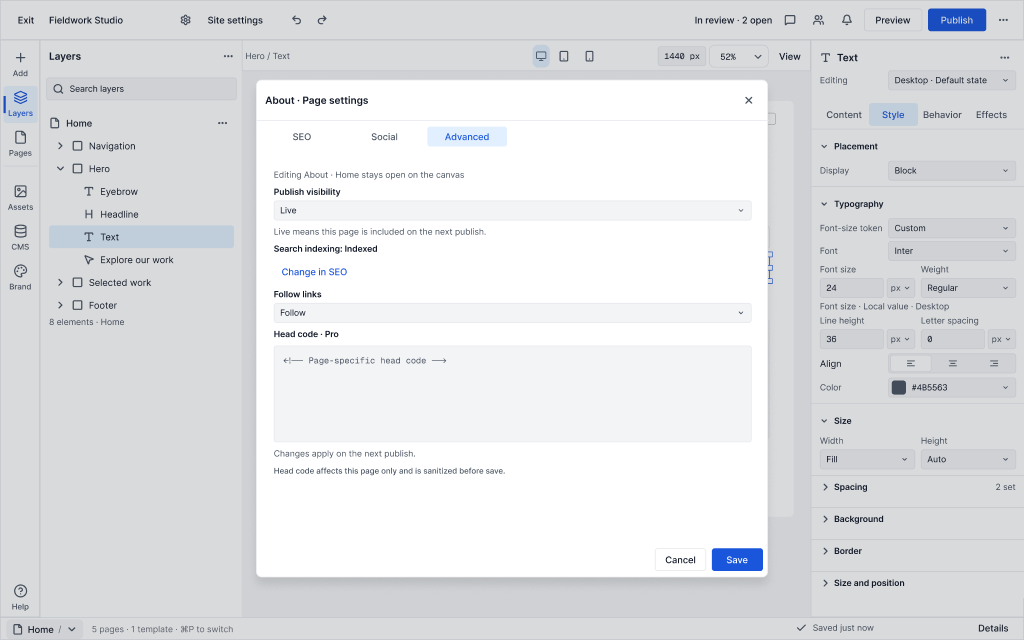 Exit
Fieldwork Studio
Site settings
In review · 2 open
Preview
Publish
Add
Layers
Pages
Assets
CMS
Brand
Help
Layers
Search layers
Home
Navigation
Hero
Eyebrow
Headline
Text
Explore our work
Selected work
Footer
8 elements · Home
Hero / Text
1440 px
52%
View
About · Page settings
SEO
Social
Advanced
Editing About · Home stays open on the canvas
Publish visibility
Live
Live means this page is included on the next publish.
Search indexing: Indexed
Change in SEO
Follow links
Follow
Head code · Pro
<!-- Page-specific head code -->
Changes apply on the next publish.
Head code affects this page only and is sanitized before save.
Cancel
Save
Text
Editing
Desktop · Default state
Content
Style
Behavior
Effects
Placement
Display
Block
Typography
Font-size token
Custom
Font
Inter
Font size
Weight
24
px
Regular
Font size · Local value · Desktop
Line height
Letter spacing
36
px
0
px
Align
Color
#4B5563
Size
Width
Height
Fill
Auto
Spacing
2 set
Background
Border
Size and position
Home /
5 pages · 1 template · ⌘P to switch
Saved just now
Details